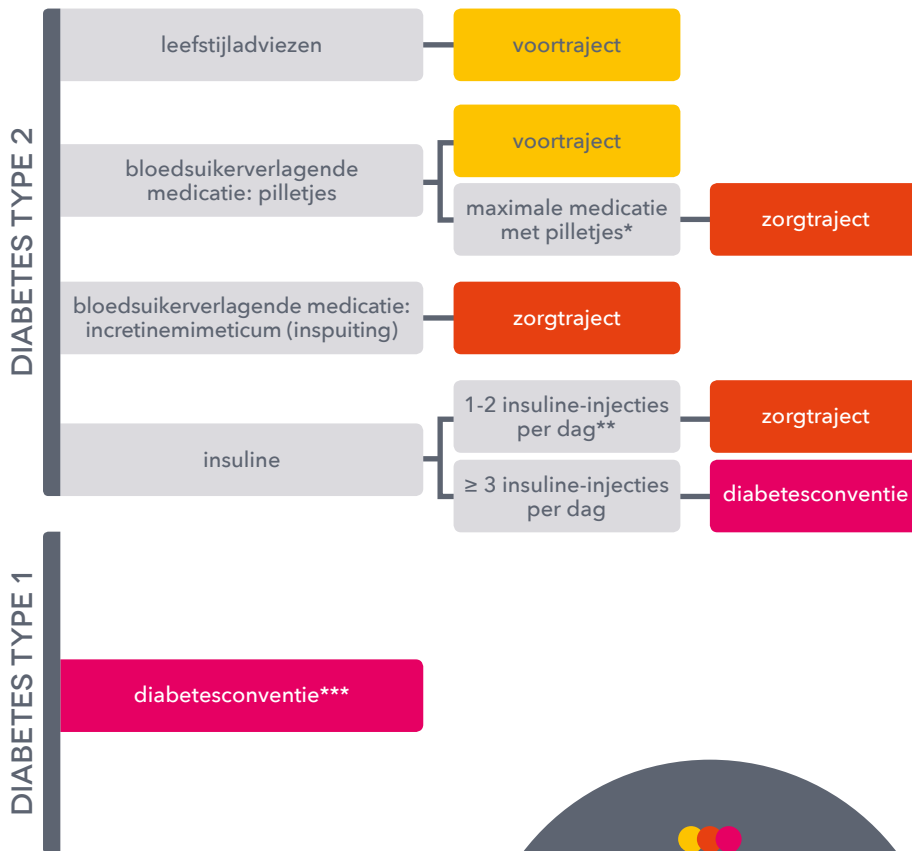 DIABETES TYPE 2
leefstijladviezen
voortraject
bloedsuikerverlagende
medicatie: pilletjes
voortraject
maximale medicatie
met pilletjes*
zorgtraject
bloedsuikerverlagende medicatie:
incretinemimeticum (inspuiting)
zorgtraject
insuline
1-2 insuline-injecties
per dag**
zorgtraject
≥ 3 insuline-injecties
per dag
diabetesconventie
DIABETES TYPE 1
diabetesconventie***